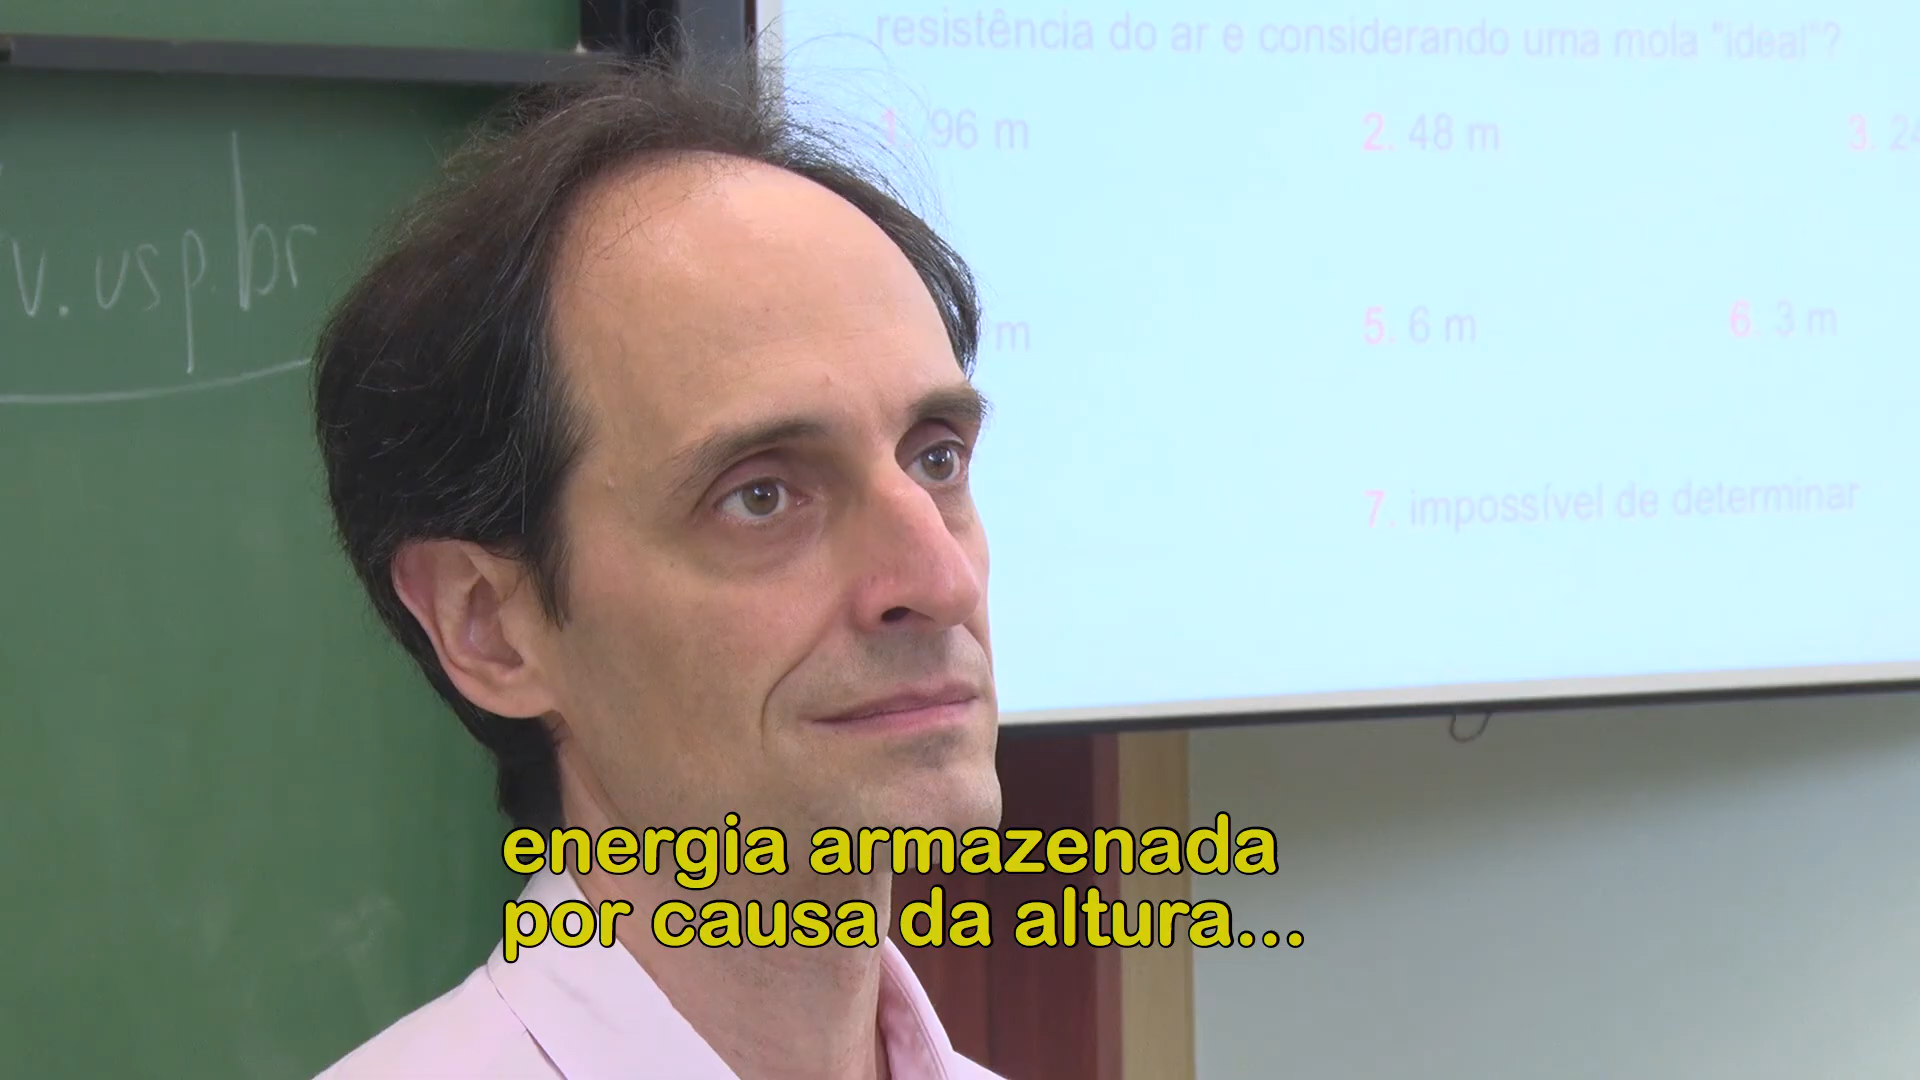 resistência do ar e considerando uma mola "ideal"?
1. 96 m
2. 48 m
3. 24
m
5. 6 m
6. 3 m
7. impossível de determinar
v.usp.br
energia armazenada
por causa da altura...